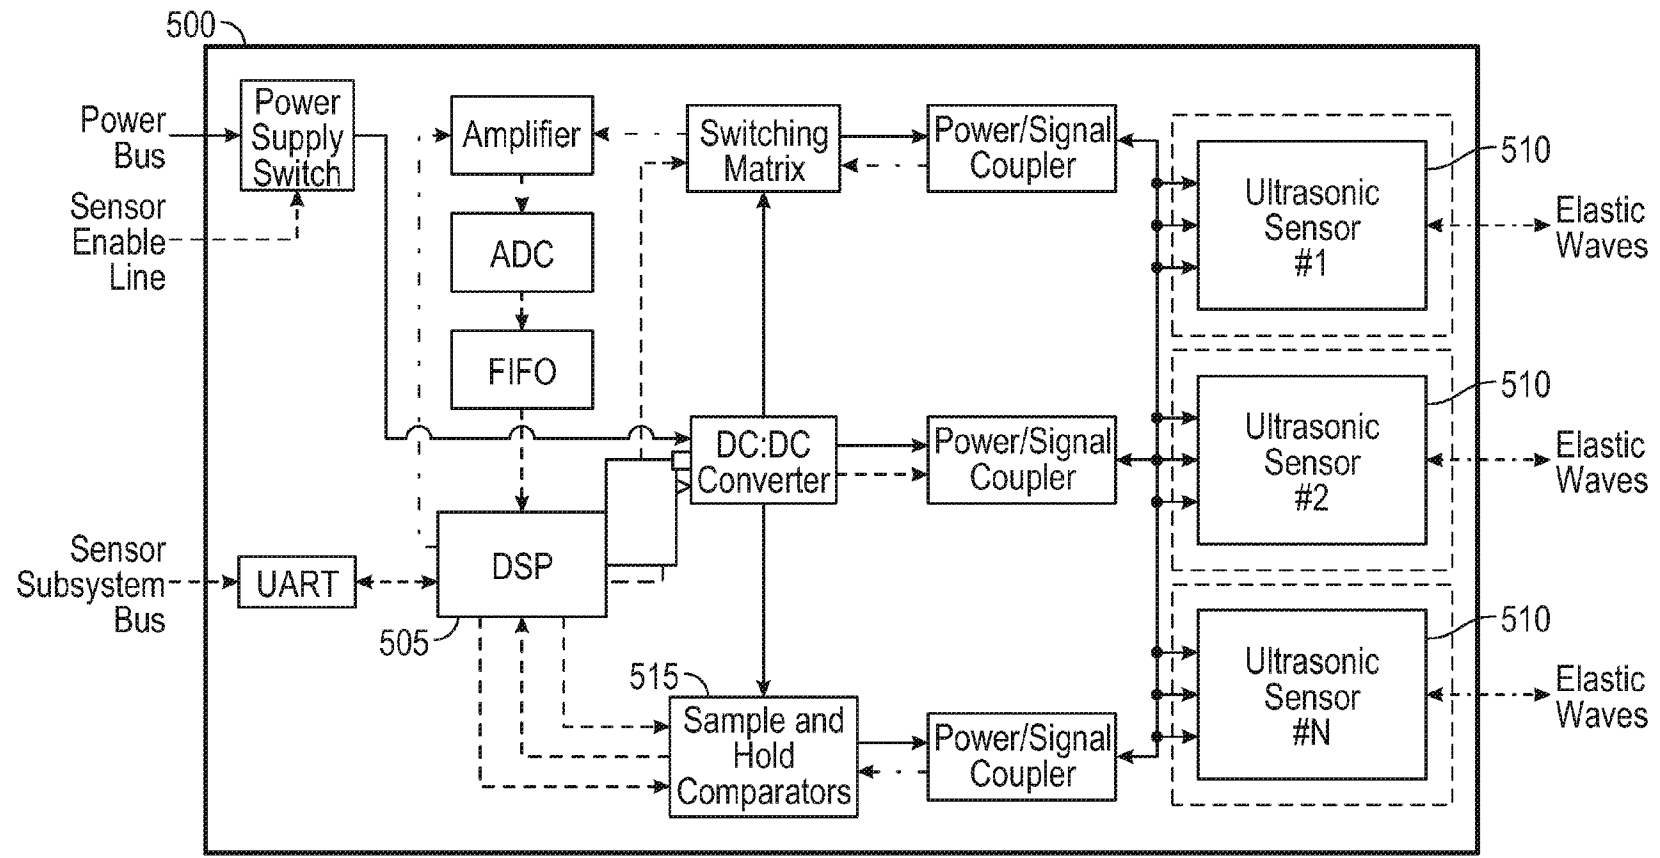 500
Power
Bus
Sensor
Enable
Line
Power
Supply
Switch
Amplifier
ADC
FIFO
Switching
Matrix
Power/Signal
Coupler
510
Ultrasonic
Sensor
#1
Elastic
Waves
DC:DC
Converter
Power/Signal
Coupler
510
Ultrasonic
Sensor
#2
Elastic
Waves
Sensor
Subsystem
Bus
UART
DSP
505
515
Sample and
Hold
Comparators
Power/Signal
Coupler
510
Ultrasonic
Sensor
#N
Elastic
Waves